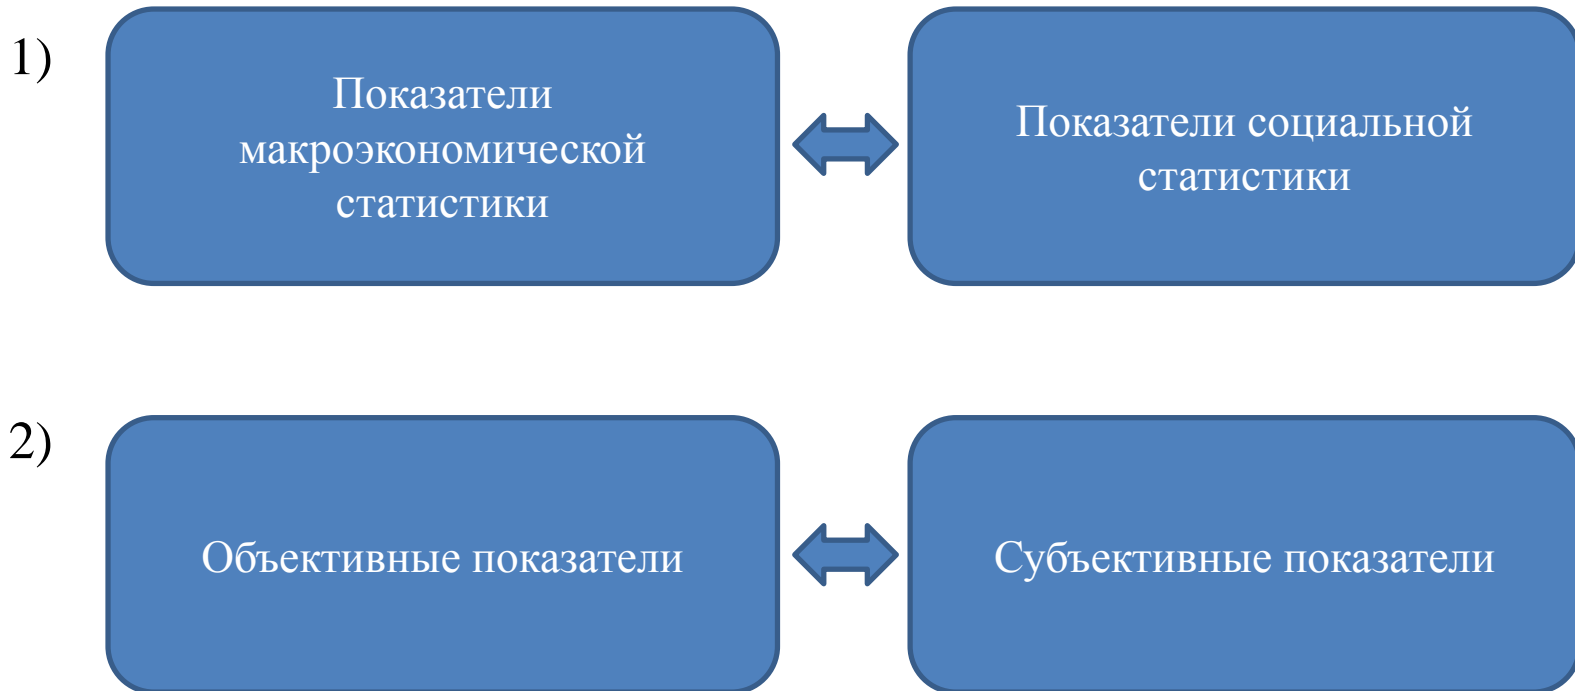 1)
Показатели
макроэкономической
статистики
Показатели социальной
статистики
2)
Объективные показатели
Субъективные показатели